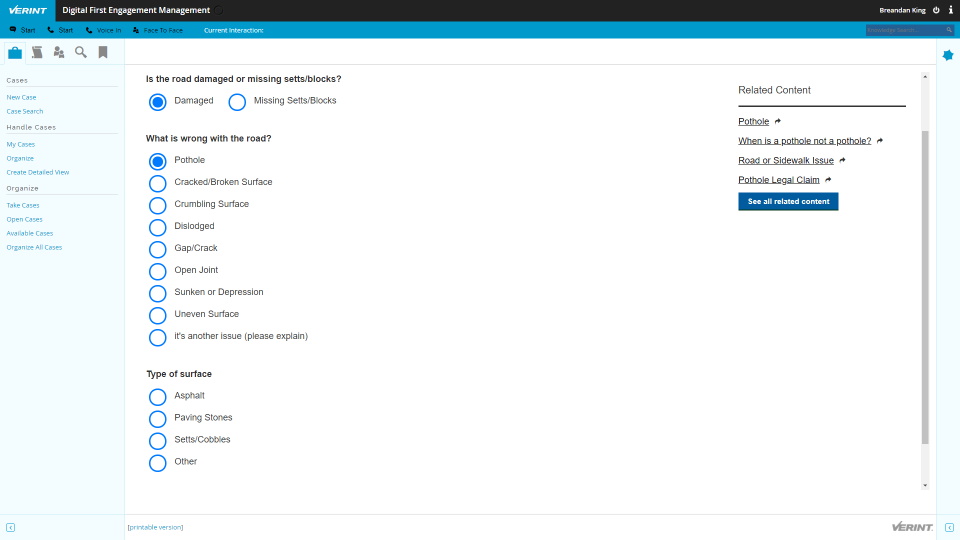 VERINT Digital First Engagement Management Breandan King
Start Start Voice In Face To Face Current Interaction:
Cases
New Case
Case Search
Handle Cases
My Cases
Organize
Create Detailed View
Organize
Take Cases
Open Cases
Available Cases
Organize All Cases
Is the road damaged or missing setts/blocks?
Damaged Missing Setts/Blocks
What is wrong with the road?
Pothole
Cracked/Broken Surface
Crumbling Surface
Dislodged
Gap/Crack
Open Joint
Sunken or Depression
Uneven Surface
it's another issue (please explain)
Type of surface
Asphalt
Paving Stones
Setts/Cobbles
Other
Related Content
Pothole
When is a pothole not a pothole?
Road or Sidewalk Issue
Pothole Legal Claim
See all related content
[printable version] VERINT.